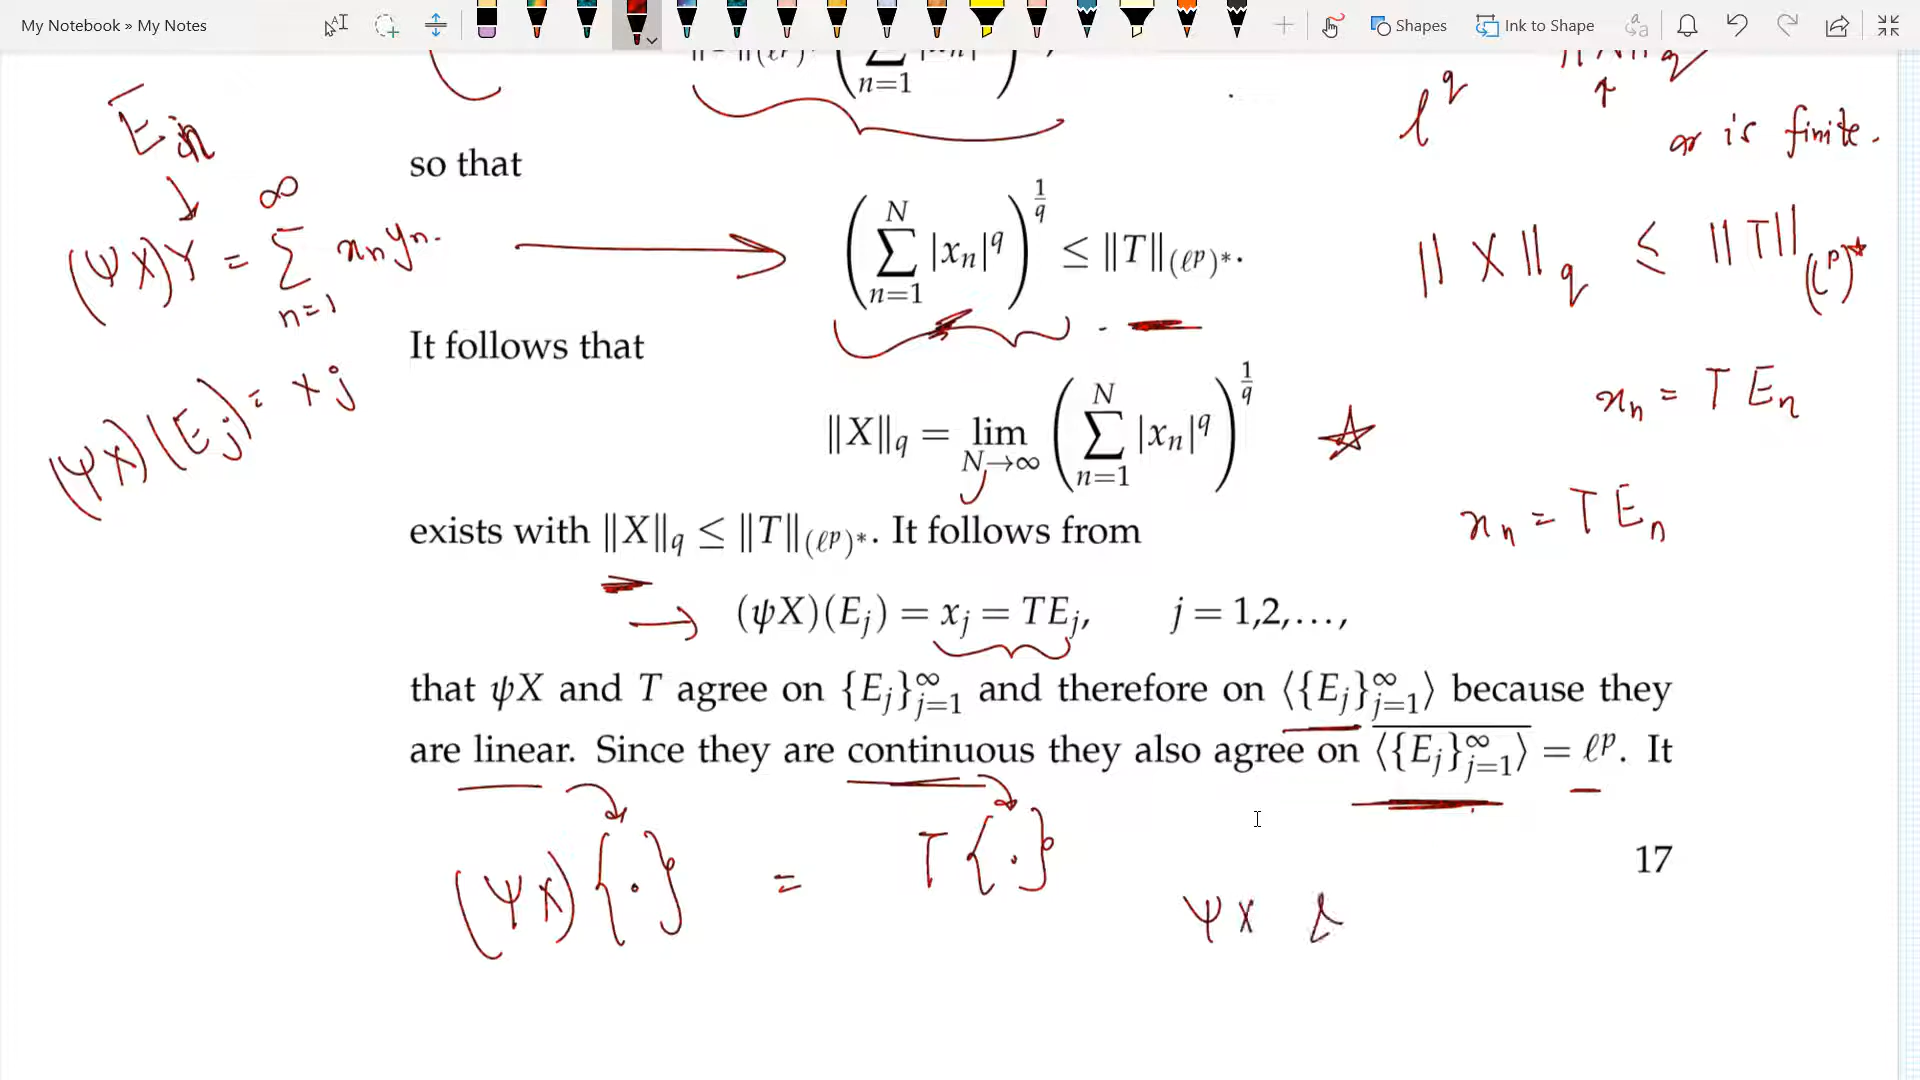 My Notebook » My Notes
Shapes
Ink to Shape
n=1
so that
(∑_{n=1}^{N} |x_n|^q)^{1/q} ≤ ‖T‖_{(ℓ^p)*}.
It follows that
‖X‖_q = lim_{N→∞} (∑_{n=1}^{N} |x_n|^q)^{1/q}
exists with ‖X‖_q ≤ ‖T‖_{(ℓ^p)*}. It follows from
(ψX)(E_j) = x_j = TE_j, j = 1,2,...,
that ψX and T agree on {E_j}_{j=1}^∞ and therefore on ⟨{E_j}_{j=1}^∞⟩ because they
are linear. Since they are continuous they also agree on \overline{⟨{E_j}_{j=1}^∞⟩} = ℓ^p. It
17
(ψX)Y = ∑_{n=1}^{∞} x_n y_n.
(ψX)(E_j) = x_j
l^q
is finite.
‖X‖_q ≤ ‖T‖_{(l^p)*}
x_n = T E_n
x_n = T E_n
(ψX){·} = T{·}
ψX